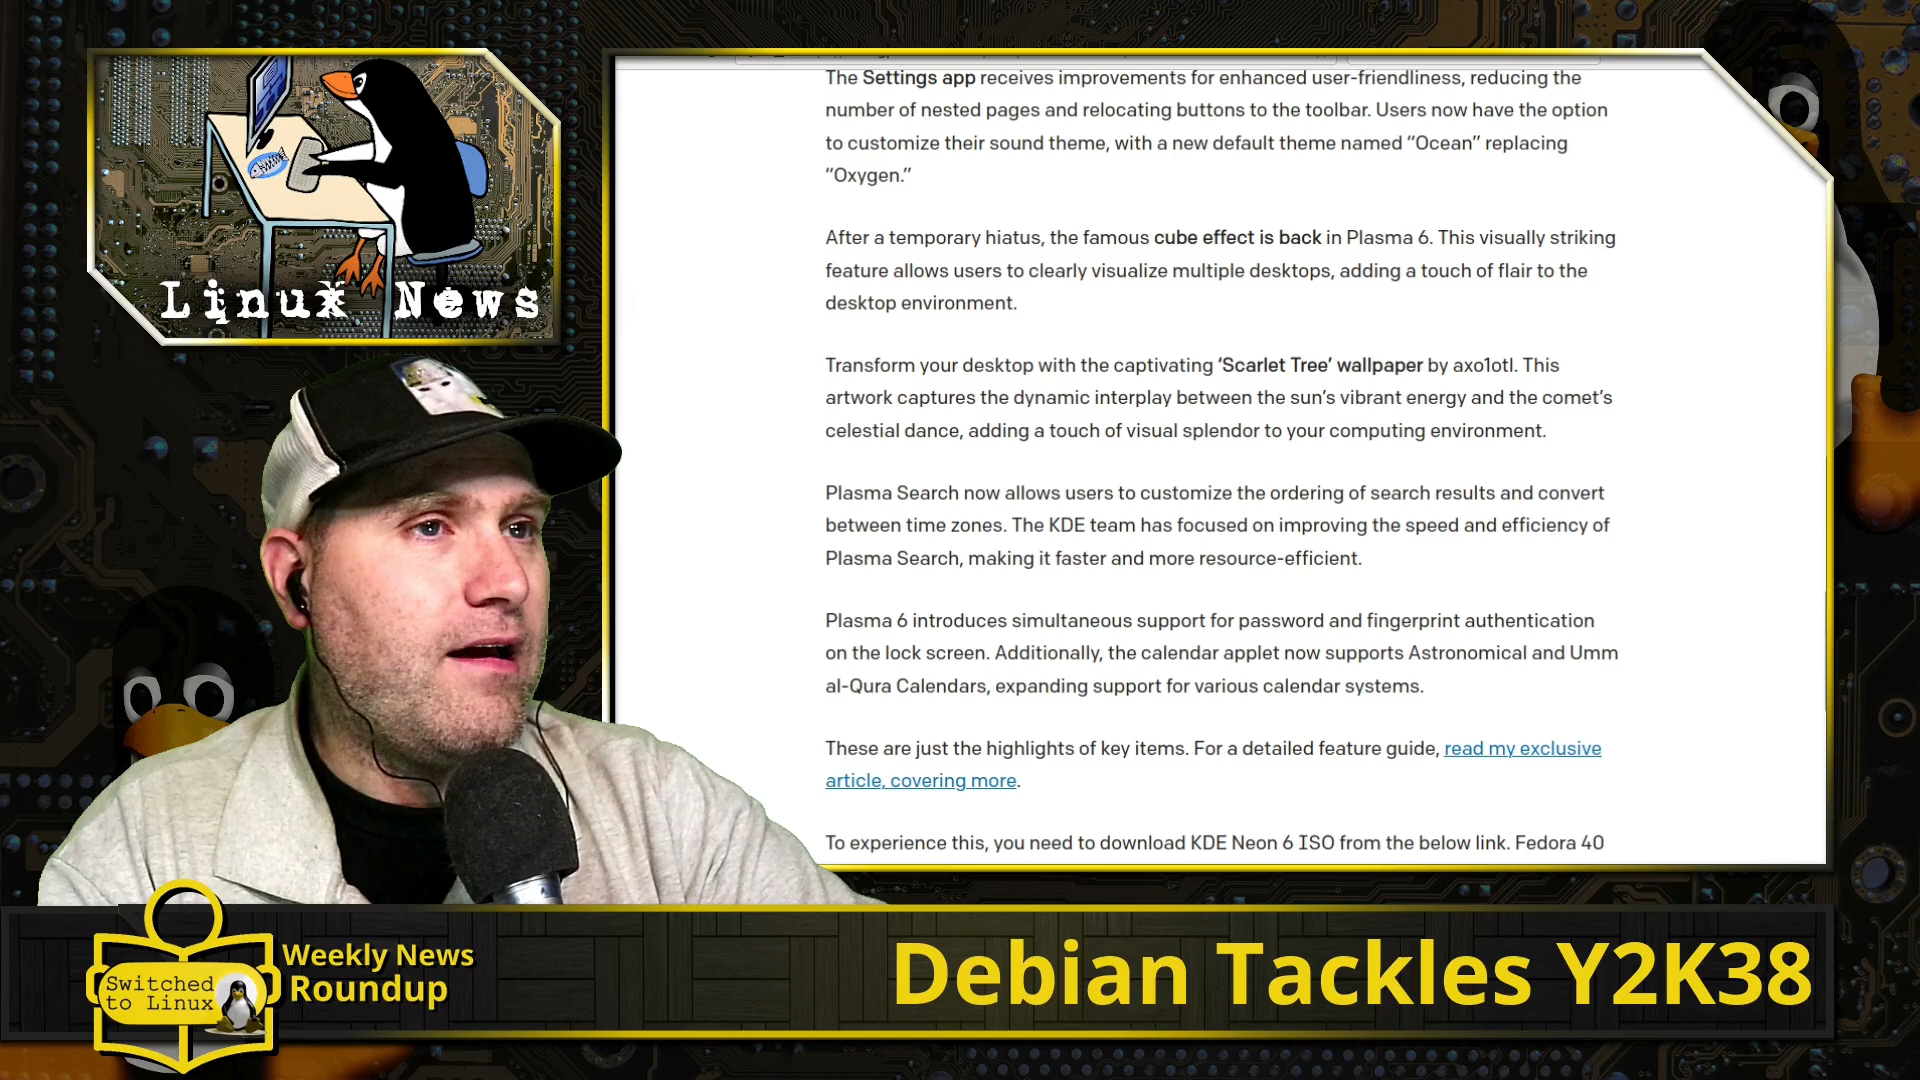 Linux News
The Settings app receives improvements for enhanced user-friendliness, reducing the
number of nested pages and relocating buttons to the toolbar. Users now have the option
to customize their sound theme, with a new default theme named “Ocean” replacing
“Oxygen.”
After a temporary hiatus, the famous cube effect is back in Plasma 6. This visually striking
feature allows users to clearly visualize multiple desktops, adding a touch of flair to the
desktop environment.
Transform your desktop with the captivating ‘Scarlet Tree’ wallpaper by axo1otl. This
artwork captures the dynamic interplay between the sun’s vibrant energy and the comet’s
celestial dance, adding a touch of visual splendor to your computing environment.
Plasma Search now allows users to customize the ordering of search results and convert
between time zones. The KDE team has focused on improving the speed and efficiency of
Plasma Search, making it faster and more resource-efficient.
Plasma 6 introduces simultaneous support for password and fingerprint authentication
on the lock screen. Additionally, the calendar applet now supports Astronomical and Umm
al-Qura Calendars, expanding support for various calendar systems.
These are just the highlights of key items. For a detailed feature guide, read my exclusive
article, covering more.
To experience this, you need to download KDE Neon 6 ISO from the below link. Fedora 40
Switched
to Linux
Weekly News
Roundup
Debian Tackles Y2K38